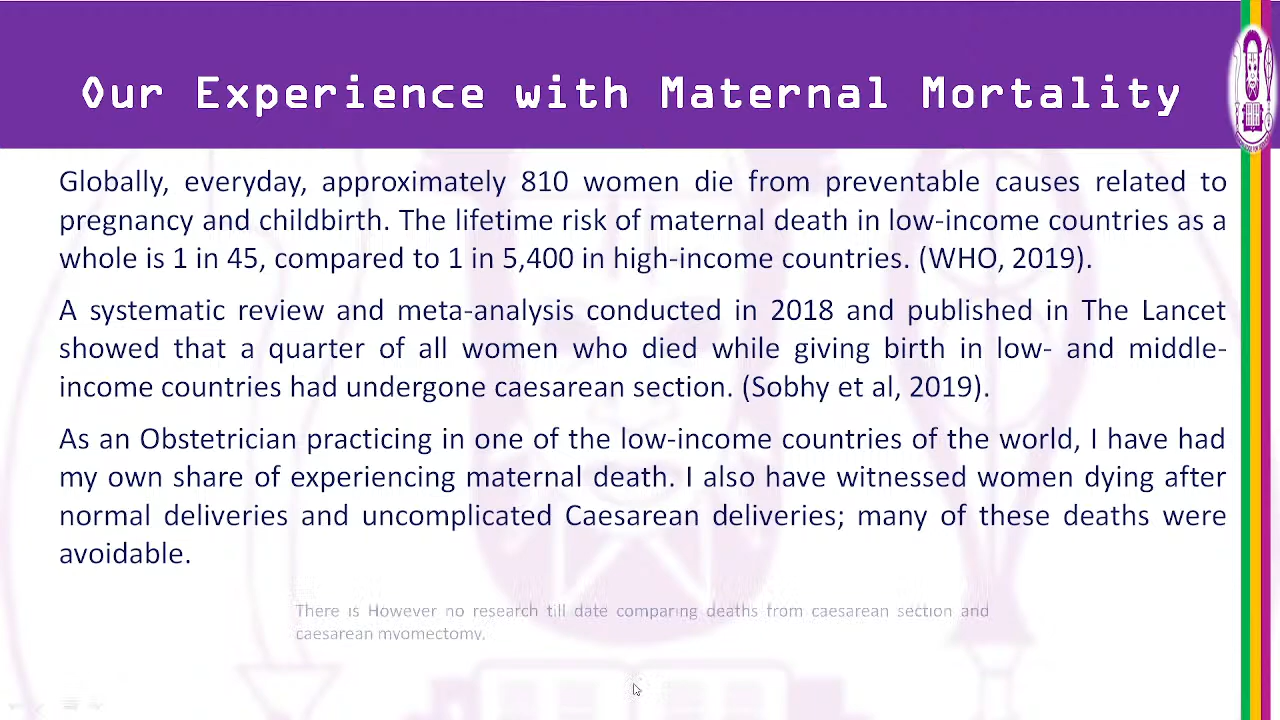 Our Experience with Maternal Mortality
Globally, everyday, approximately 810 women die from preventable causes related to
pregnancy and childbirth. The lifetime risk of maternal death in low-income countries as a
whole is 1 in 45, compared to 1 in 5,400 in high-income countries. (WHO, 2019).
A systematic review and meta-analysis conducted in 2018 and published in The Lancet
showed that a quarter of all women who died while giving birth in low- and middle-
income countries had undergone caesarean section. (Sobhy et al, 2019).
As an Obstetrician practicing in one of the low-income countries of the world, I have had
my own share of experiencing maternal death. I also have witnessed women dying after
normal deliveries and uncomplicated Caesarean deliveries; many of these deaths were
avoidable.
There is However no research till date comparing deaths from caesarean section and
caesarean myomectomy.